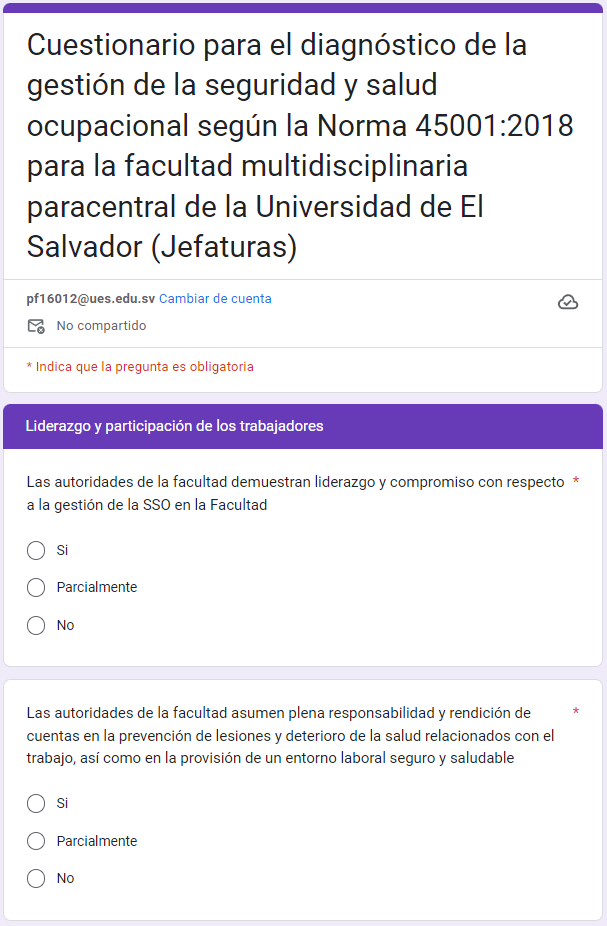 Cuestionario para el diagnóstico de la
gestión de la seguridad y salud
ocupacional según la Norma 45001:2018
para la facultad multidisciplinaria
paracentral de la Universidad de El
Salvador (Jefaturas)
pf16012@ues.edu.sv Cambiar de cuenta
No compartido
* Indica que la pregunta es obligatoria
Liderazgo y participación de los trabajadores
Las autoridades de la facultad demuestran liderazgo y compromiso con respecto *
a la gestión de la SSO en la Facultad
Si
Parcialmente
No
Las autoridades de la facultad asumen plena responsabilidad y rendición de *
cuentas en la prevención de lesiones y deterioro de la salud relacionados con el
trabajo, así como en la provisión de un entorno laboral seguro y saludable
Si
Parcialmente
No